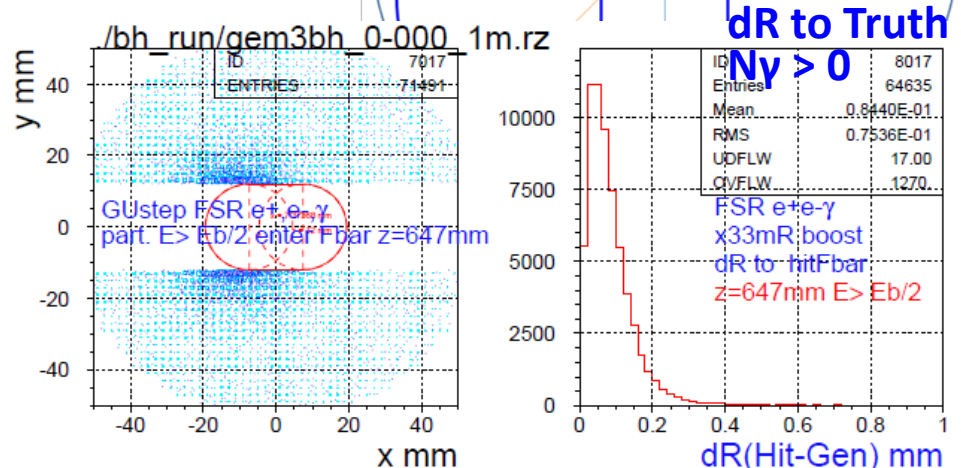 dR to Truth
Nγ > 0
./bh_run/gem3bh_0-000_1m.rz
ID 7017
ENTRIES 71491
y mm
40
20
0
-20
-40
GUstep FSR e+,e-,γ
part. E> Eb/2 enter Fbar z=647mm
-40 -20 0 20 40
x mm
ID 8017
Entries 64635
Mean 0.8440E-01
RMS 0.7536E-01
UDFLW 17.00
OVFLW 1270.
10000
7500
5000
2500
0
FSR e+e-γ
x33mR boost
dR to hitFbar
z=647mm E> Eb/2
0 0.2 0.4 0.6 0.8 1
dR(Hit-Gen) mm